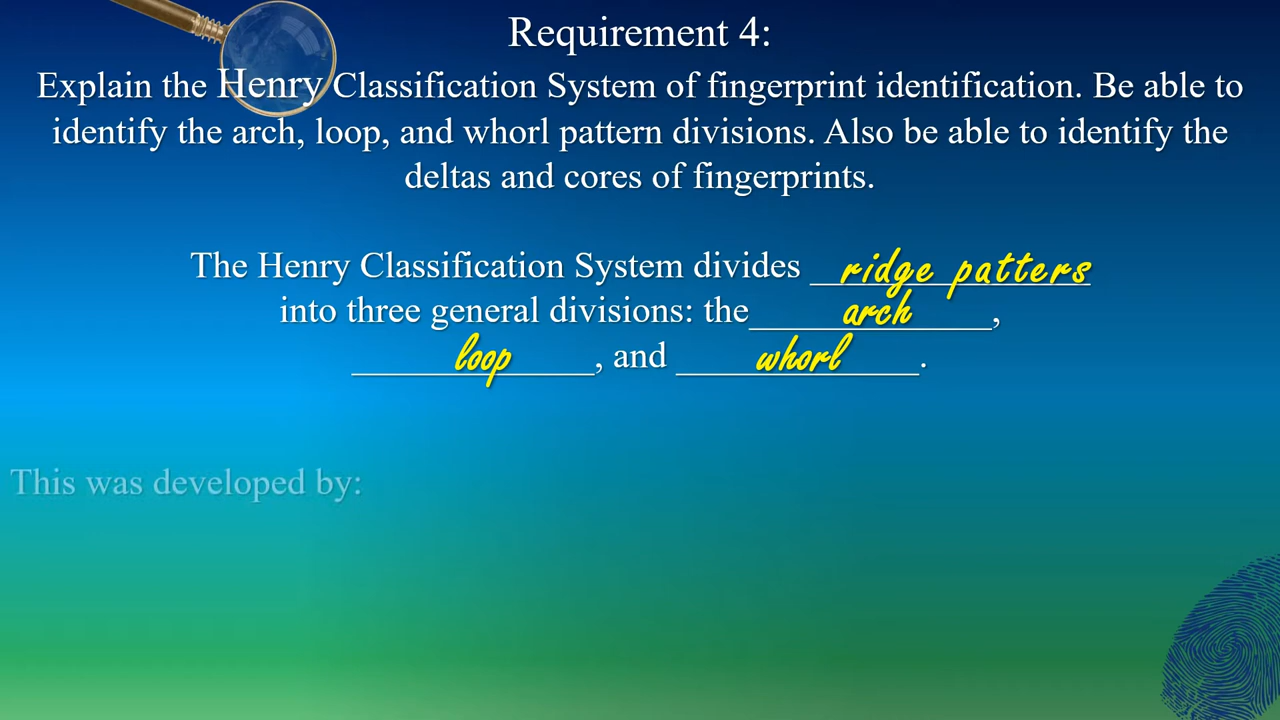 Requirement 4:
Explain the Henry Classification System of fingerprint identification. Be able to
identify the arch, loop, and whorl pattern divisions. Also be able to identify the
deltas and cores of fingerprints.
The Henry Classification System divides ridge patters
into three general divisions: the arch,
loop, and whorl.
This was developed by: